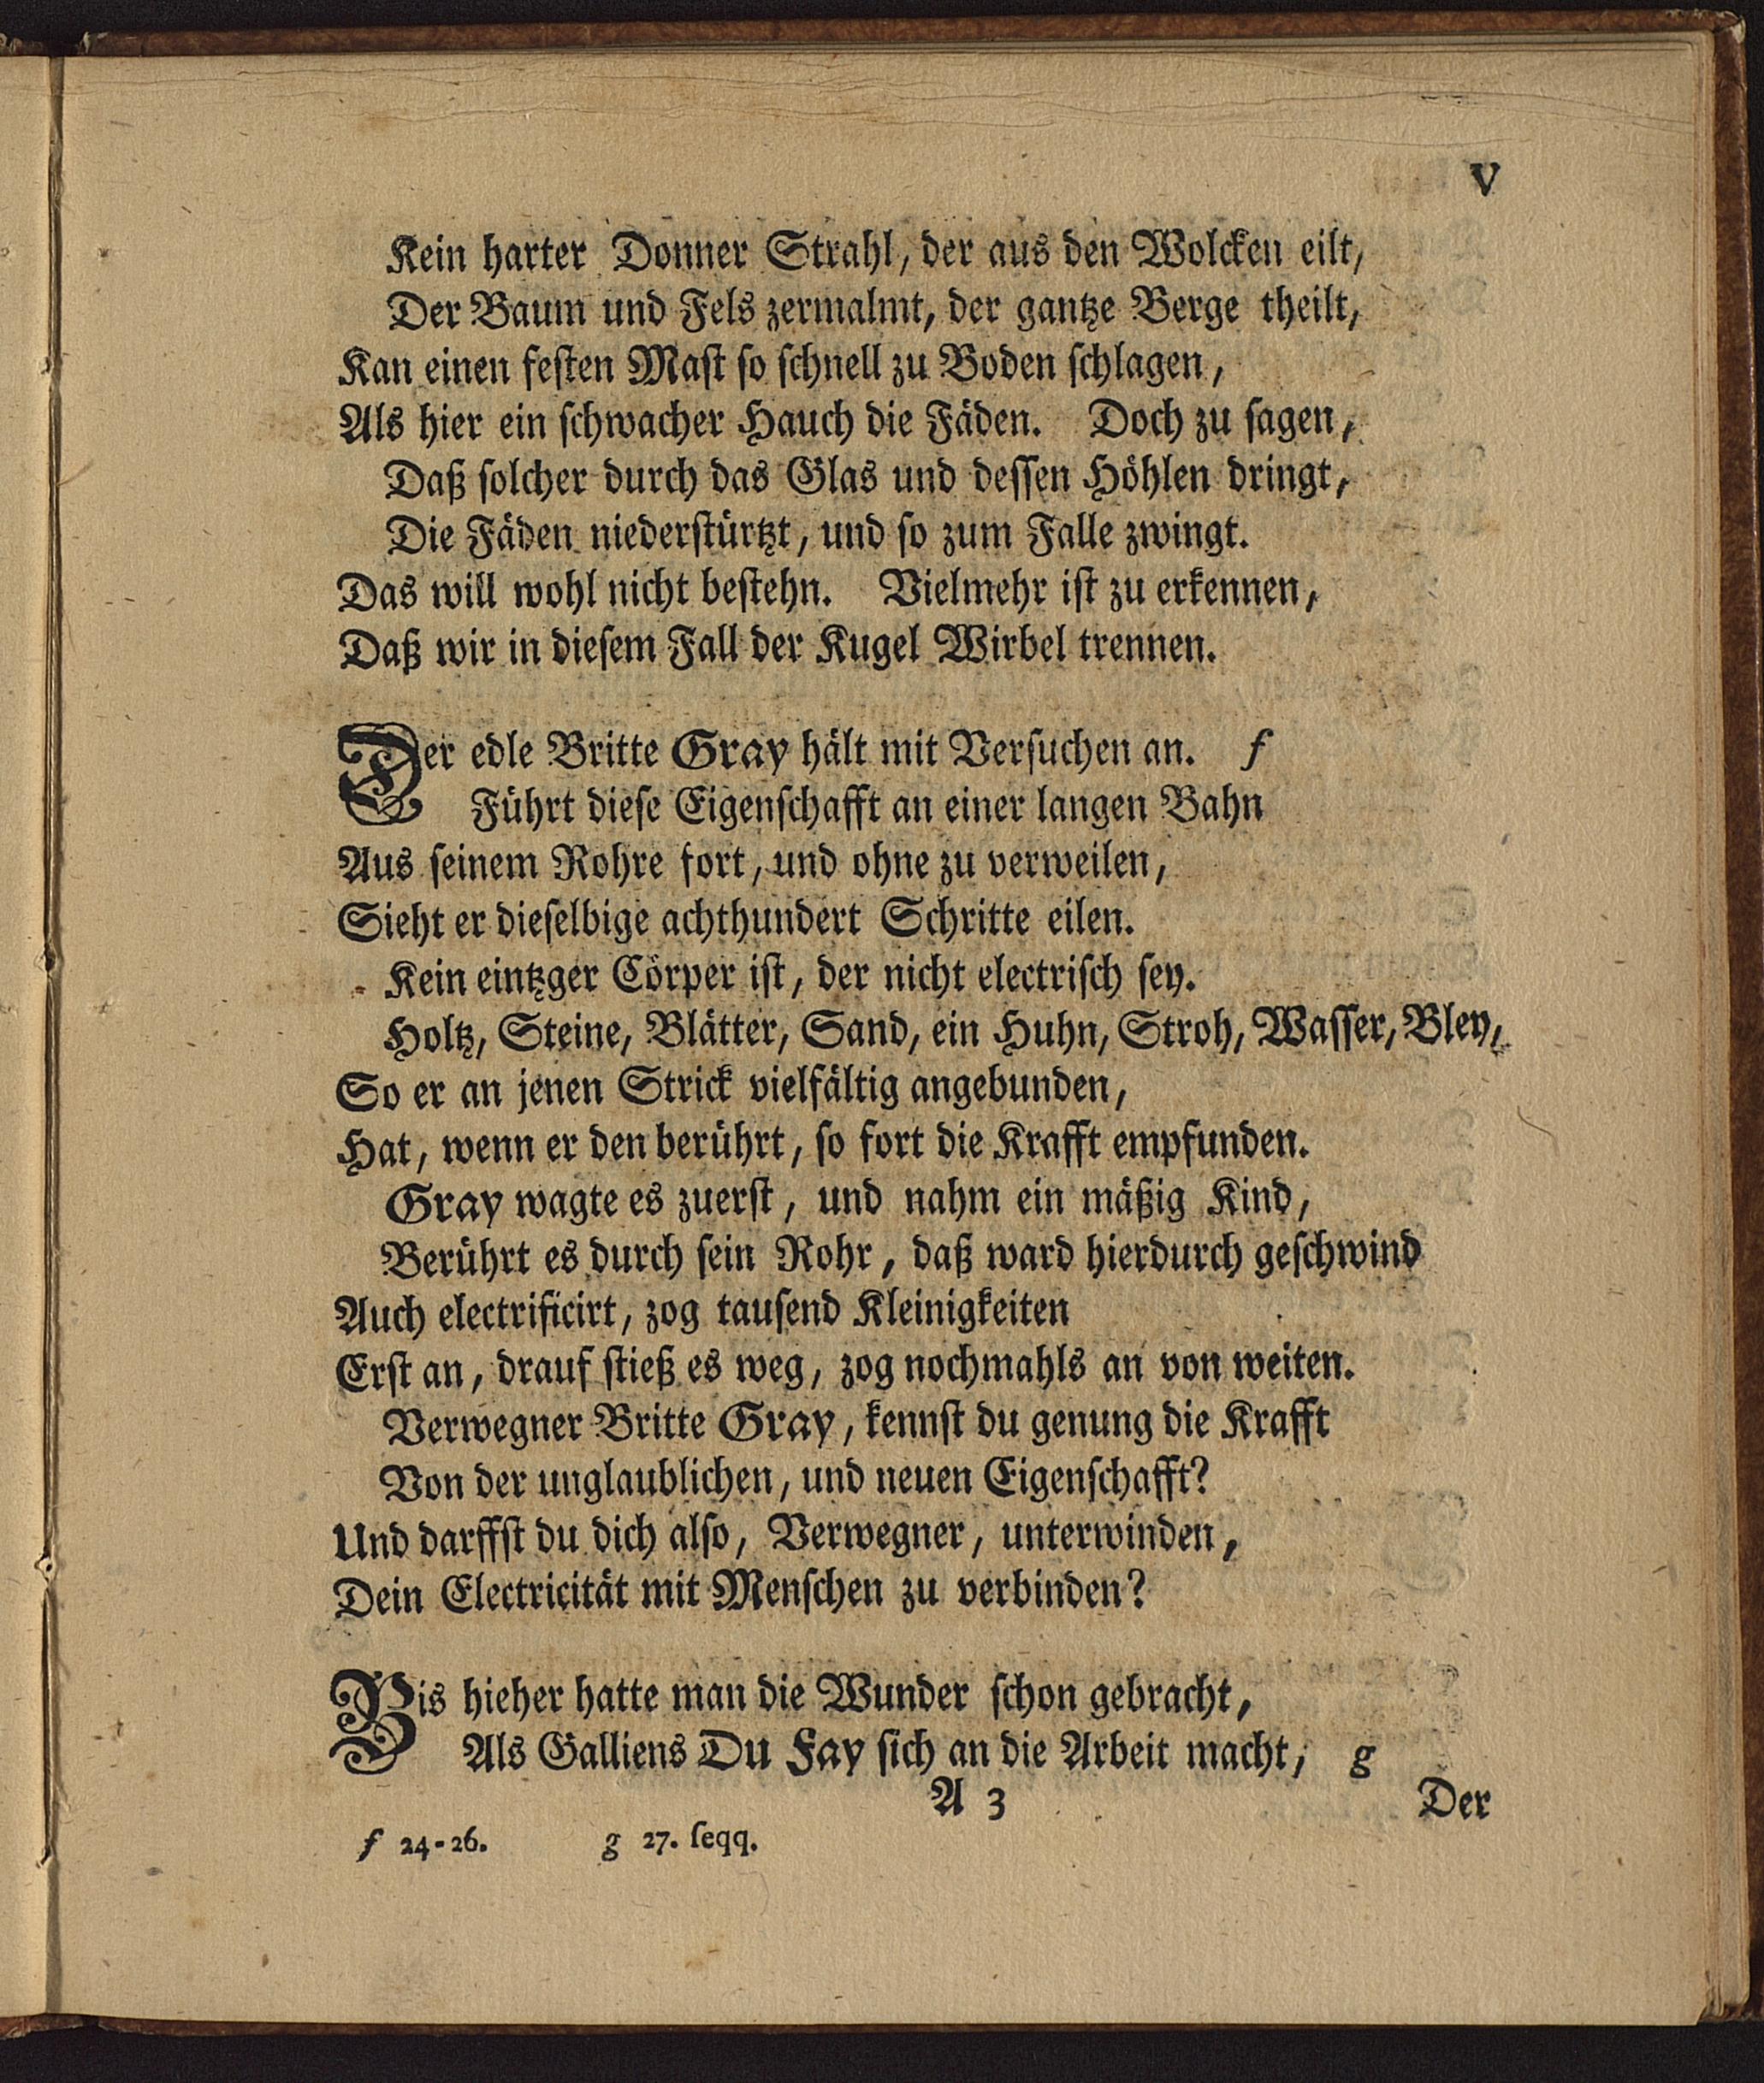 V
Kein harter Donner Strahl, der aus den Wolcken eilt,
Der Baum und Fels zermalmt, der gantze Berge theilt,
Kan einen festen Mast so schnell zu Boden schlagen,
Als hier ein schwacher Hauch die Fäden. Doch zu sagen,
Daß solcher durch das Glas und dessen Höhlen dringt,
Die Fäden niederstürtzt, und so zum Falle zwingt.
Das will wohl nicht bestehn. Vielmehr ist zu erkennen,
Daß wir in diesem Fall der Kugel Wirbel trennen.
Der edle Britte Gray hält mit Versuchen an. f
Führt diese Eigenschafft an einer langen Bahn
Aus seinem Rohre fort, und ohne zu verweilen,
Sieht er dieselbige achthundert Schritte eilen.
Kein eintzger Cörper ist, der nicht electrisch sey.
Holtz, Steine, Blätter, Sand, ein Huhn, Stroh, Wasser, Bley,
So er an jenen Strick vielfältig angebunden,
Hat, wenn er den berührt, so fort die Krafft empfunden.
Gray wagte es zuerst, und nahm ein mäßig Kind,
Berührt es durch sein Rohr, daß ward hierdurch geschwind
Auch electrificirt, zog tausend Kleinigkeiten
Erst an, drauf stieß es weg, zog nochmahls an von weiten.
Verwegner Britte Gray, kennst du genung die Krafft
Von der unglaublichen, und neuen Eigenschafft?
Und darffst du dich also, Verwegner, unterwinden,
Dein Electricität mit Menschen zu verbinden?
Bis hieher hatte man die Wunder schon gebracht,
Als Galliens Du Fay sich an die Arbeit macht, g
A 3 Der
f 24-26. g 27. seqq.